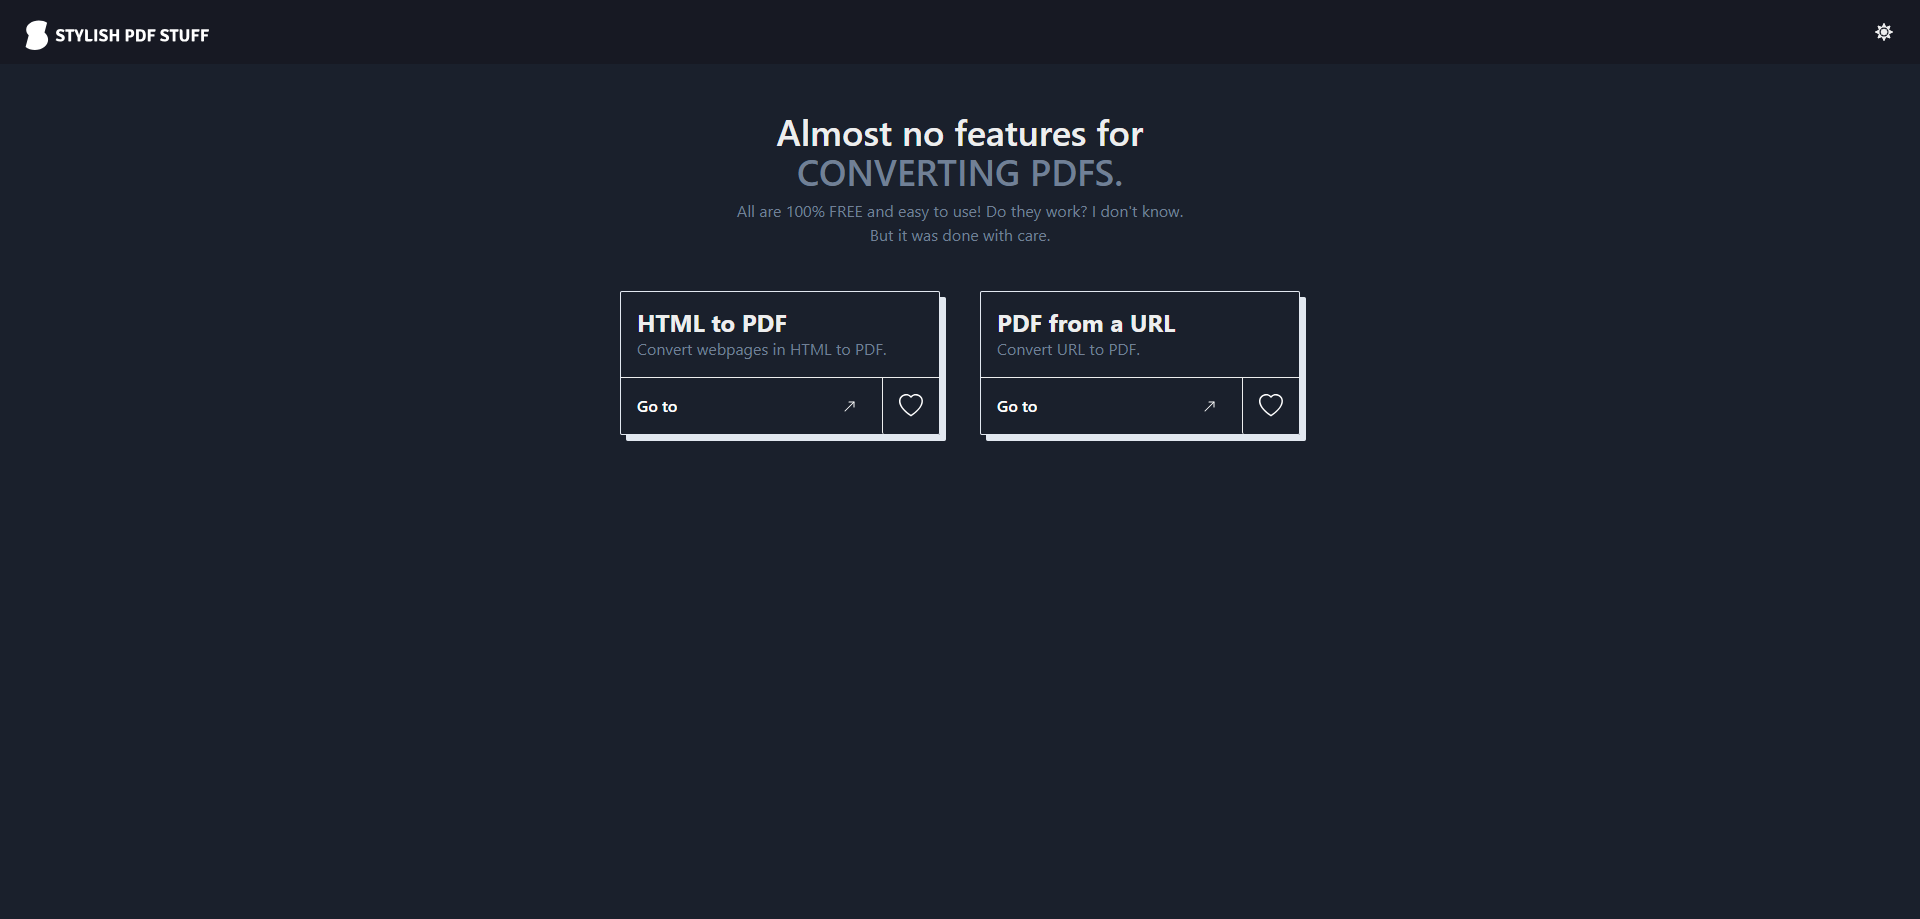 STYLISH PDF STUFF
Almost no features for
CONVERTING PDFS.
All are 100% FREE and easy to use! Do they work? I don't know.
But it was done with care.
HTML to PDF
Convert webpages in HTML to PDF.
Go to
PDF from a URL
Convert URL to PDF.
Go to